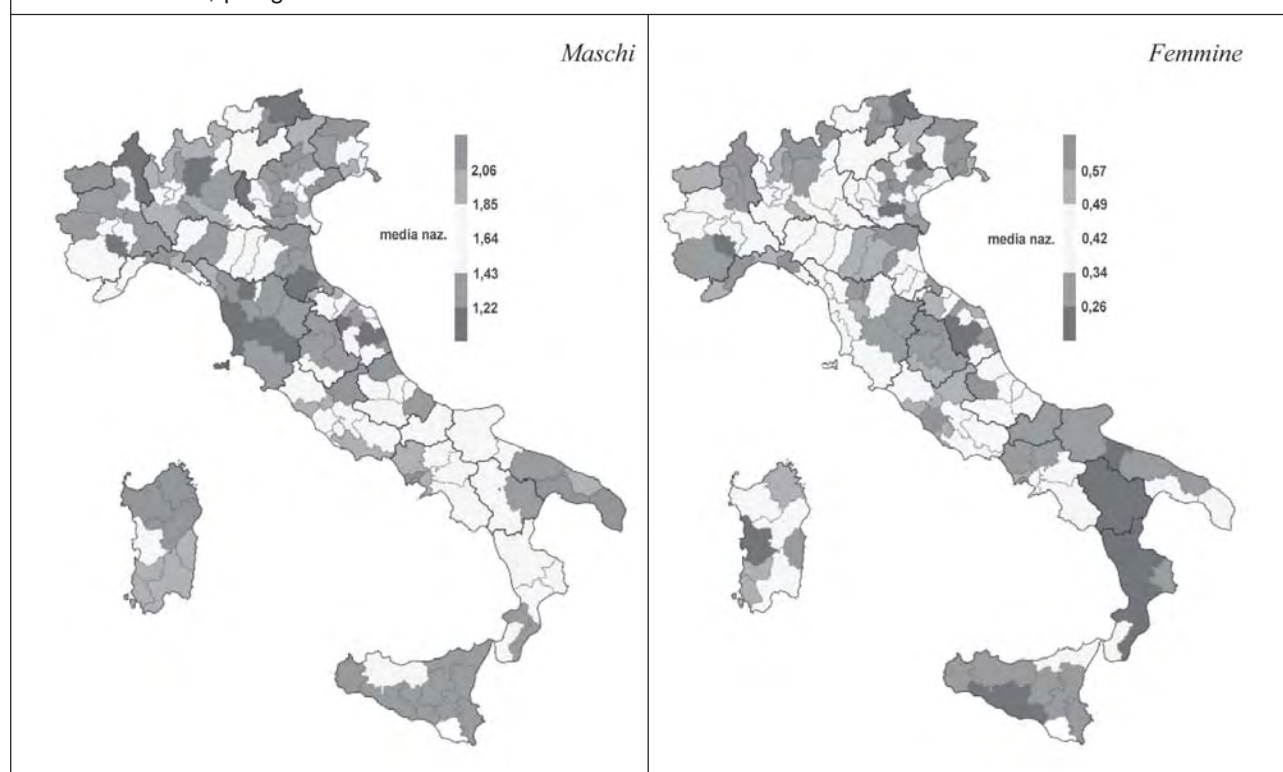 Maschi
2,06
1,85
media naz.
1,64
1,43
1,22
Femmine
0,57
0,49
media naz.
0,42
0,34
0,26